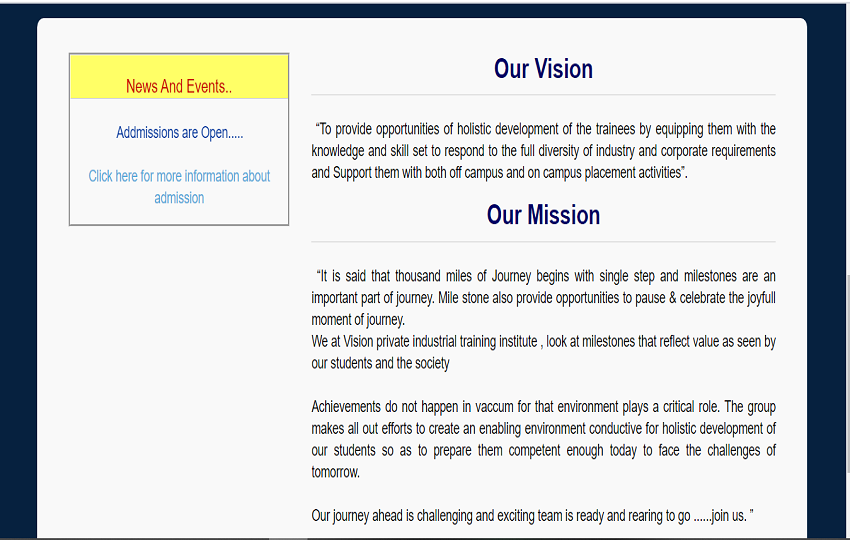 News And Events..
Addmissions are Open.....
Click here for more information about
admission
Our Vision
“To provide opportunities of holistic development of the trainees by equipping them with the
knowledge and skill set to respond to the full diversity of industry and corporate requirements
and Support them with both off campus and on campus placement activities”.
Our Mission
“It is said that thousand miles of Journey begins with single step and milestones are an
important part of journey. Mile stone also provide opportunities to pause & celebrate the joyfull
moment of journey.
We at Vision private industrial training institute , look at milestones that reflect value as seen by
our students and the society
Achievements do not happen in vaccum for that environment plays a critical role. The group
makes all out efforts to create an enabling environment conductive for holistic development of
our students so as to prepare them competent enough today to face the challenges of
tomorrow.
Our journey ahead is challenging and exciting team is ready and rearing to go ......join us. ”